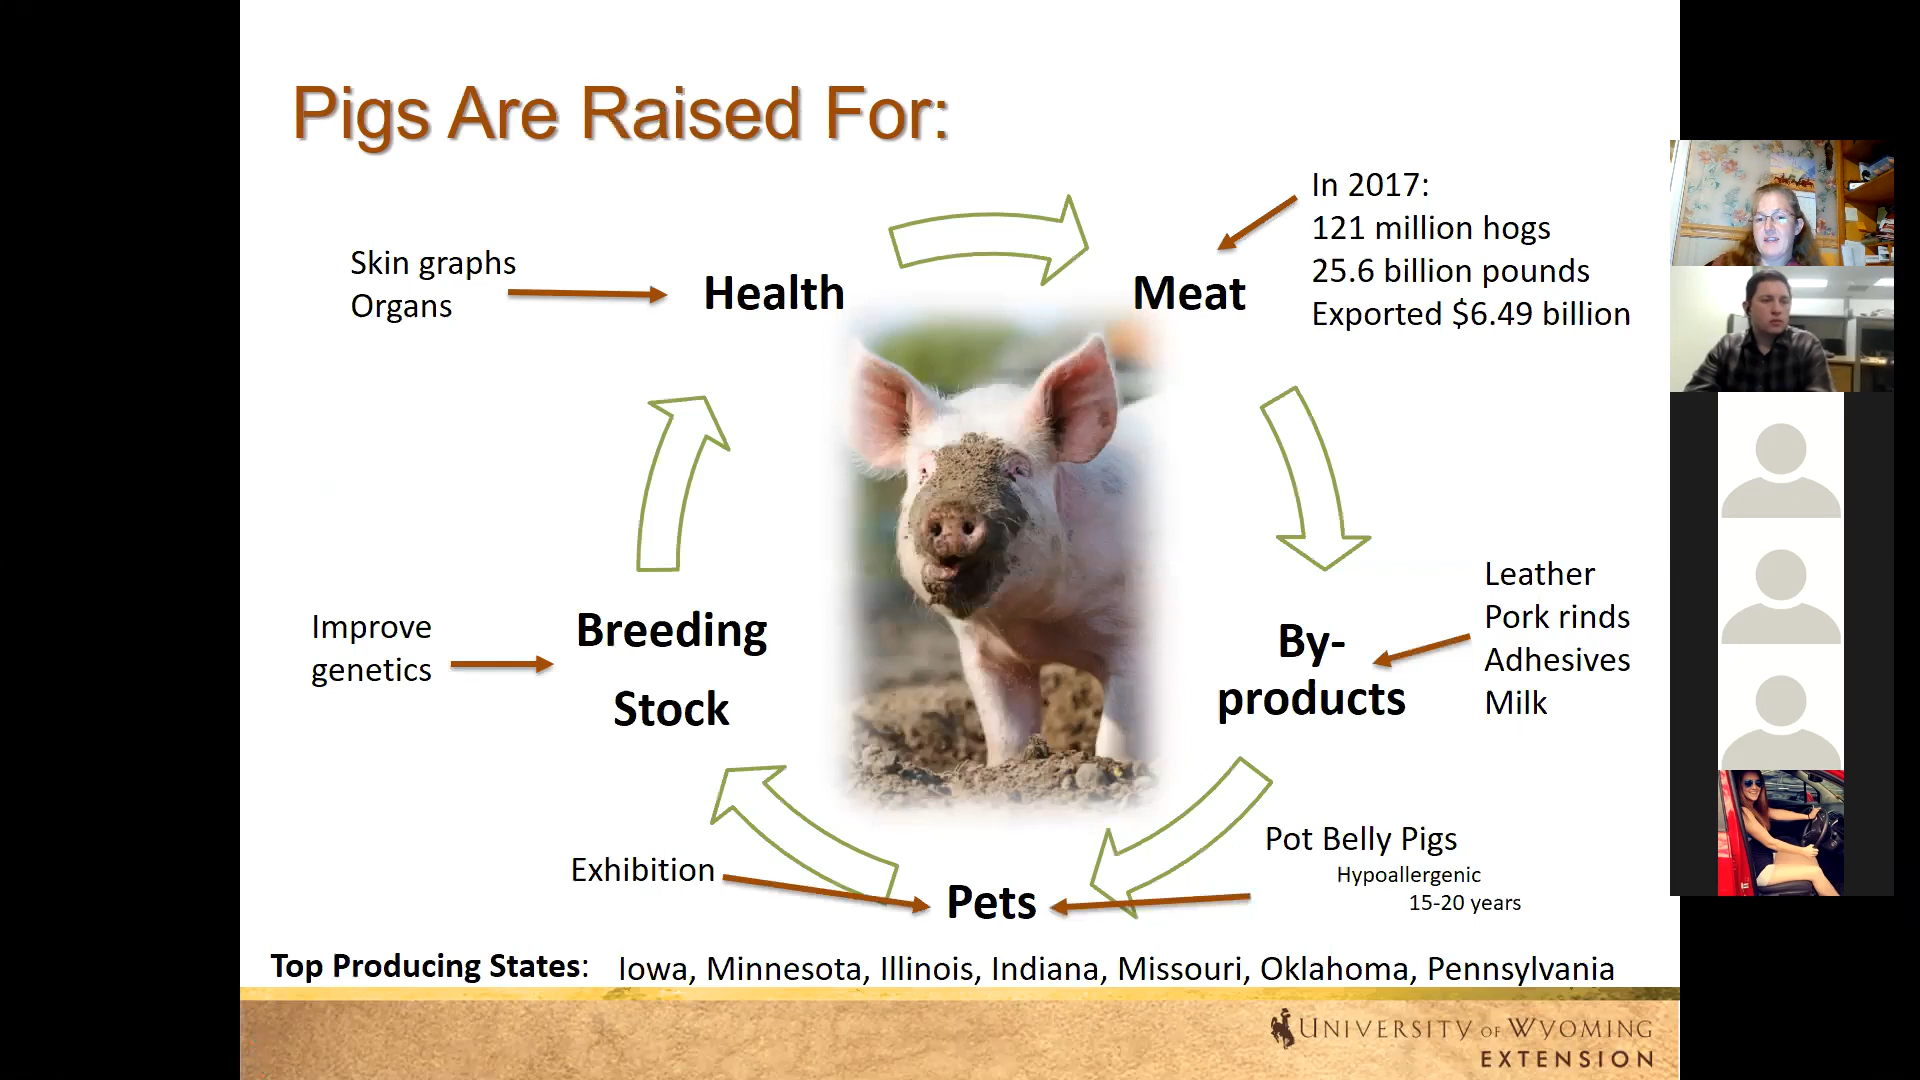 Pigs Are Raised For:
Skin graphs
Organs
Health
Meat
In 2017:
121 million hogs
25.6 billion pounds
Exported $6.49 billion
Improve
genetics
Breeding
Stock
By-
products
Leather
Pork rinds
Adhesives
Milk
Exhibition
Pets
Pot Belly Pigs
Hypoallergenic
15-20 years
Top Producing States: Iowa, Minnesota, Illinois, Indiana, Missouri, Oklahoma, Pennsylvania
UNIVERSITY OF WYOMING
EXTENSION